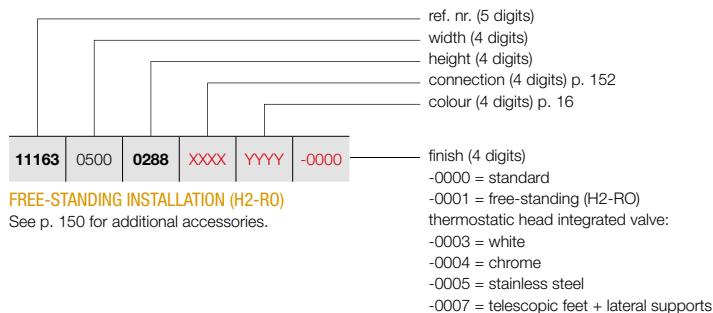 ref. nr. (5 digits)
width (4 digits)
height (4 digits)
connection (4 digits) p. 152
colour (4 digits) p. 16
11163 0500 0288 XXXX YYYY -0000
finish (4 digits)
-0000 = standard
-0001 = free-standing (H2-RO)
thermostatic head integrated valve:
-0003 = white
-0004 = chrome
-0005 = stainless steel
-0007 = telescopic feet + lateral supports
FREE-STANDING INSTALLATION (H2-RO)
See p. 150 for additional accessories.